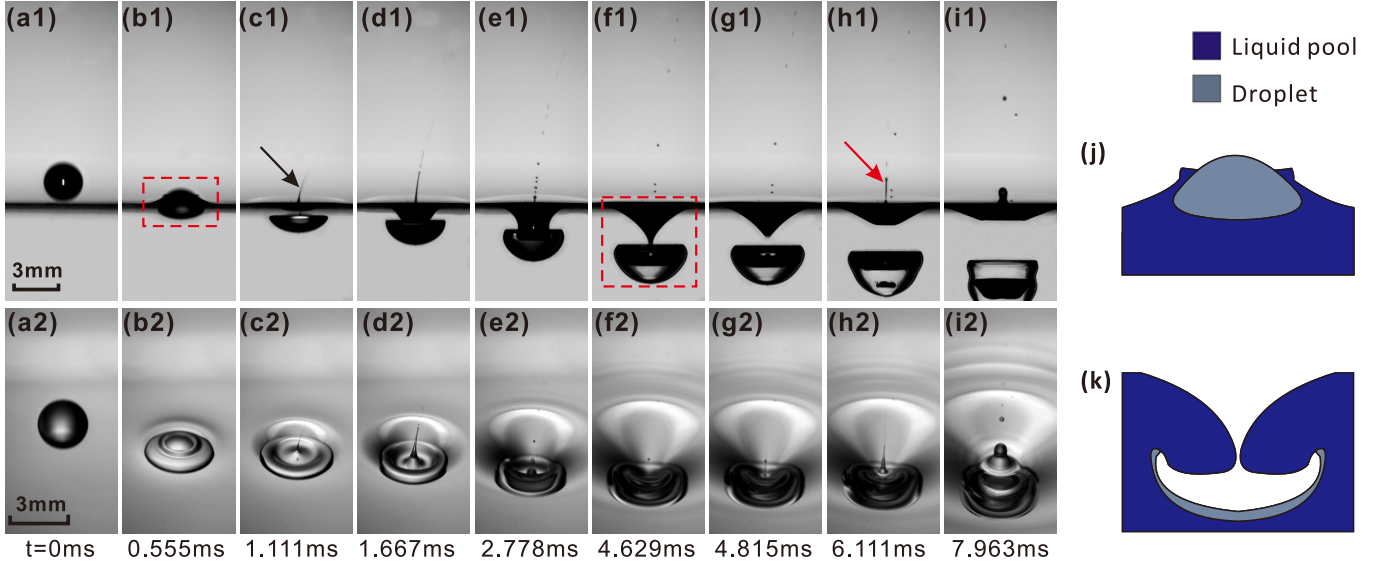 (a1) (b1) (c1) (d1) (e1) (f1) (g1) (h1) (i1)
3mm
(a2) (b2) (c2) (d2) (e2) (f2) (g2) (h2) (i2)
3mm
t=0ms 0.555ms 1.111ms 1.667ms 2.778ms 4.629ms 4.815ms 6.111ms 7.963ms
Liquid pool
Droplet
(j)
(k)